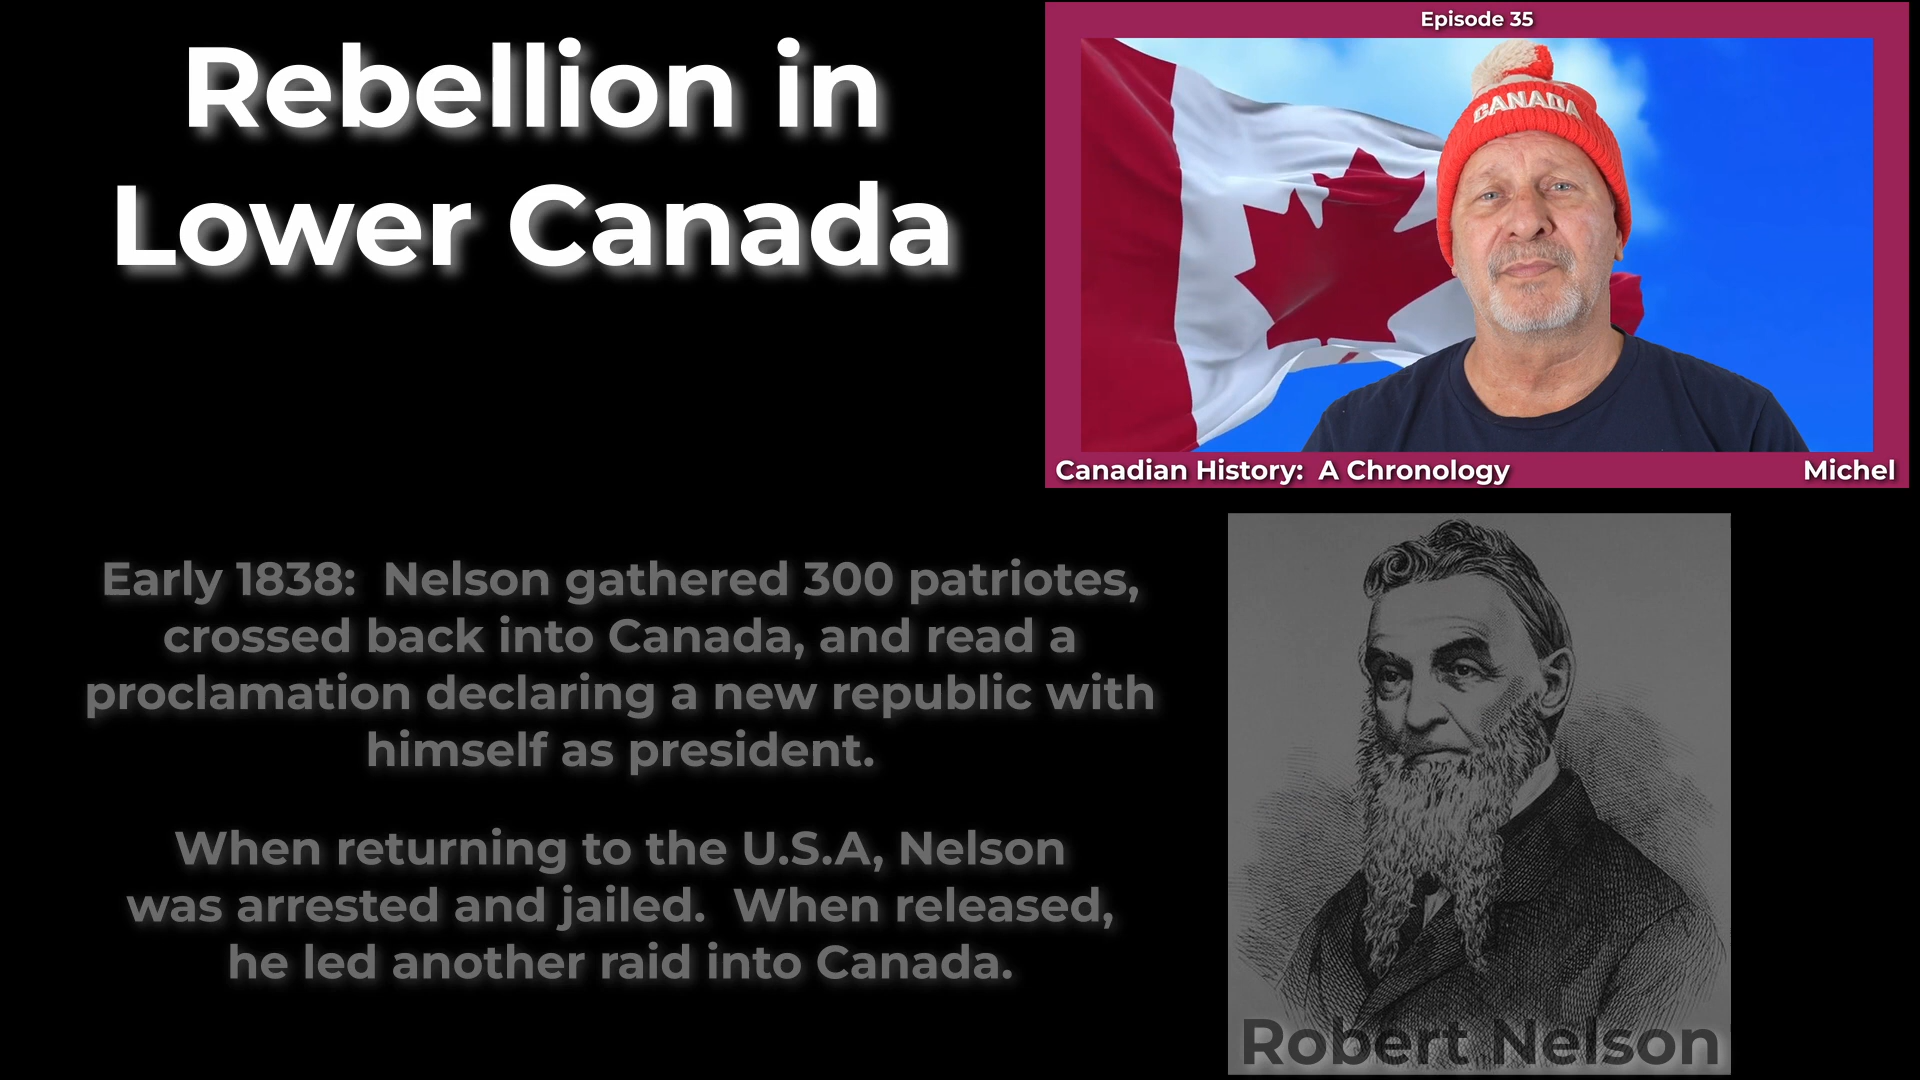 Rebellion in
Lower Canada
Episode 35
CANADA
Canadian History:  A Chronology
Michel
Early 1838:  Nelson gathered 300 patriotes,
crossed back into Canada, and read a
proclamation declaring a new republic with
himself as president.
When returning to the U.S.A, Nelson
was arrested and jailed.  When released,
he led another raid into Canada.
Robert Nelson